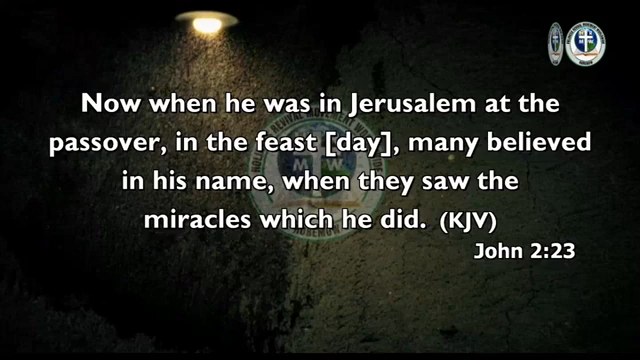 Now when he was in Jerusalem at the
passover, in the feast [day], many believed
in his name, when they saw the
miracles which he did. (KJV)
John 2:23